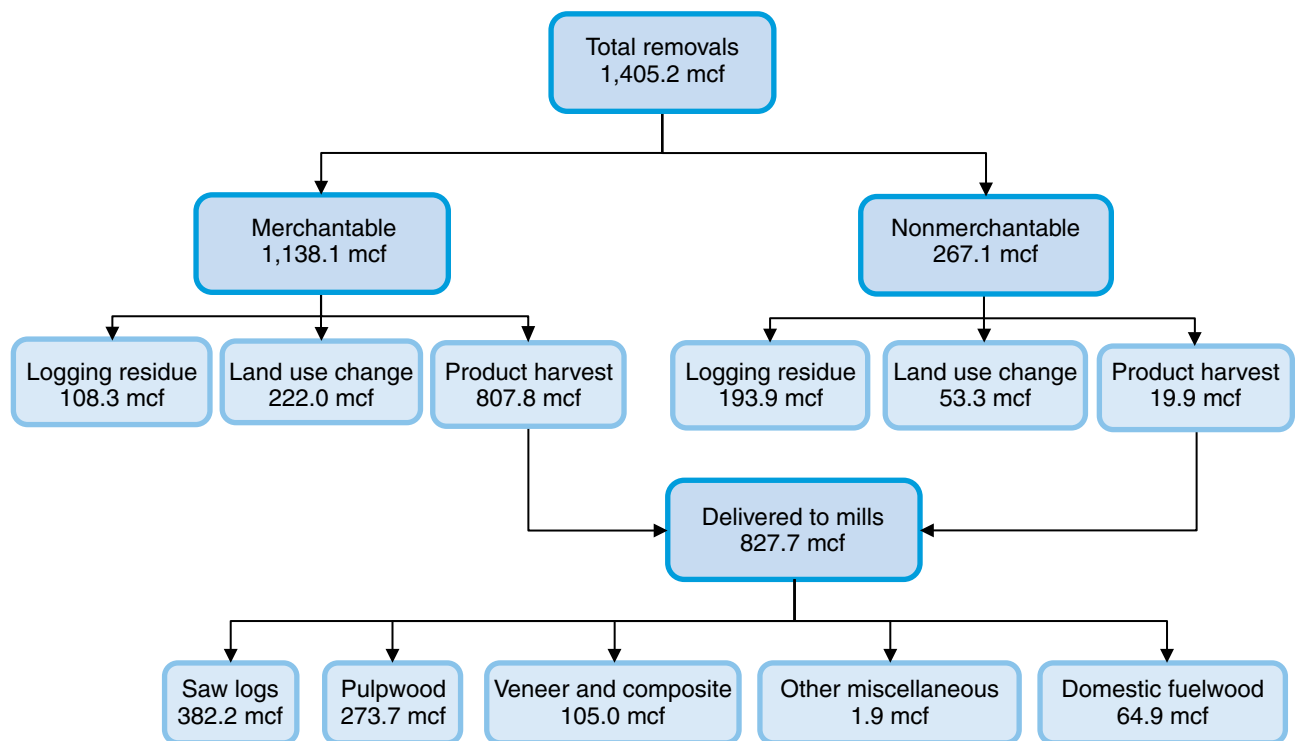 Total removals
1,405.2 mcf
Merchantable
1,138.1 mcf
Nonmerchantable
267.1 mcf
Logging residue
108.3 mcf
Land use change
222.0 mcf
Product harvest
807.8 mcf
Logging residue
193.9 mcf
Land use change
53.3 mcf
Product harvest
19.9 mcf
Delivered to mills
827.7 mcf
Saw logs
382.2 mcf
Pulpwood
273.7 mcf
Veneer and composite
105.0 mcf
Other miscellaneous
1.9 mcf
Domestic fuelwood
64.9 mcf